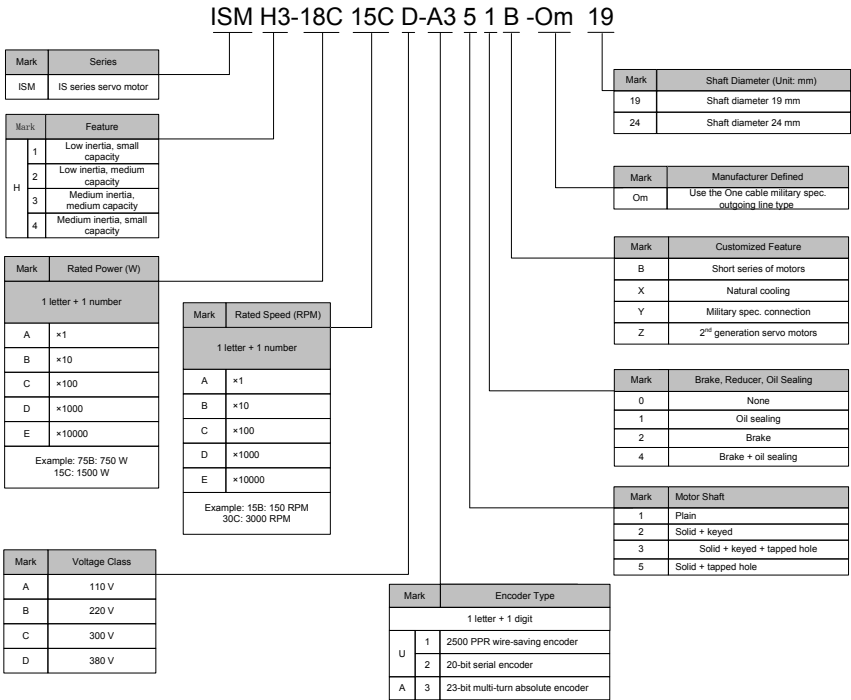 ISM H3-18C 15C D-A3 5 1 B -Om 19
Mark Series
ISM IS series servo motor
Mark Feature
H
1 Low inertia, small
capacity
2 Low inertia, medium
capacity
3 Medium inertia,
medium capacity
4 Medium inertia, small
capacity
Mark Rated Power (W)
1 letter + 1 number
A ×1
B ×10
C ×100
D ×1000
E ×10000
Example: 75B: 750 W
15C: 1500 W
Mark Rated Speed (RPM)
1 letter + 1 number
A ×1
B ×10
C ×100
D ×1000
E ×10000
Example: 15B: 150 RPM
30C: 3000 RPM
Mark Voltage Class
A 110 V
B 220 V
C 300 V
D 380 V
Mark Encoder Type
1 letter + 1 digit
U
1 2500 PPR wire-saving encoder
2 20-bit serial encoder
A 3 23-bit multi-turn absolute encoder
Mark Shaft Diameter (Unit: mm)
19 Shaft diameter 19 mm
24 Shaft diameter 24 mm
Mark Manufacturer Defined
Om Use the One cable military spec.
outgoing line type
Mark Customized Feature
B Short series of motors
X Natural cooling
Y Military spec. connection
Z 2nd generation servo motors
Mark Brake, Reducer, Oil Sealing
0 None
1 Oil sealing
2 Brake
4 Brake + oil sealing
Mark Motor Shaft
1 Plain
2 Solid + keyed
3 Solid + keyed + tapped hole
5 Solid + tapped hole